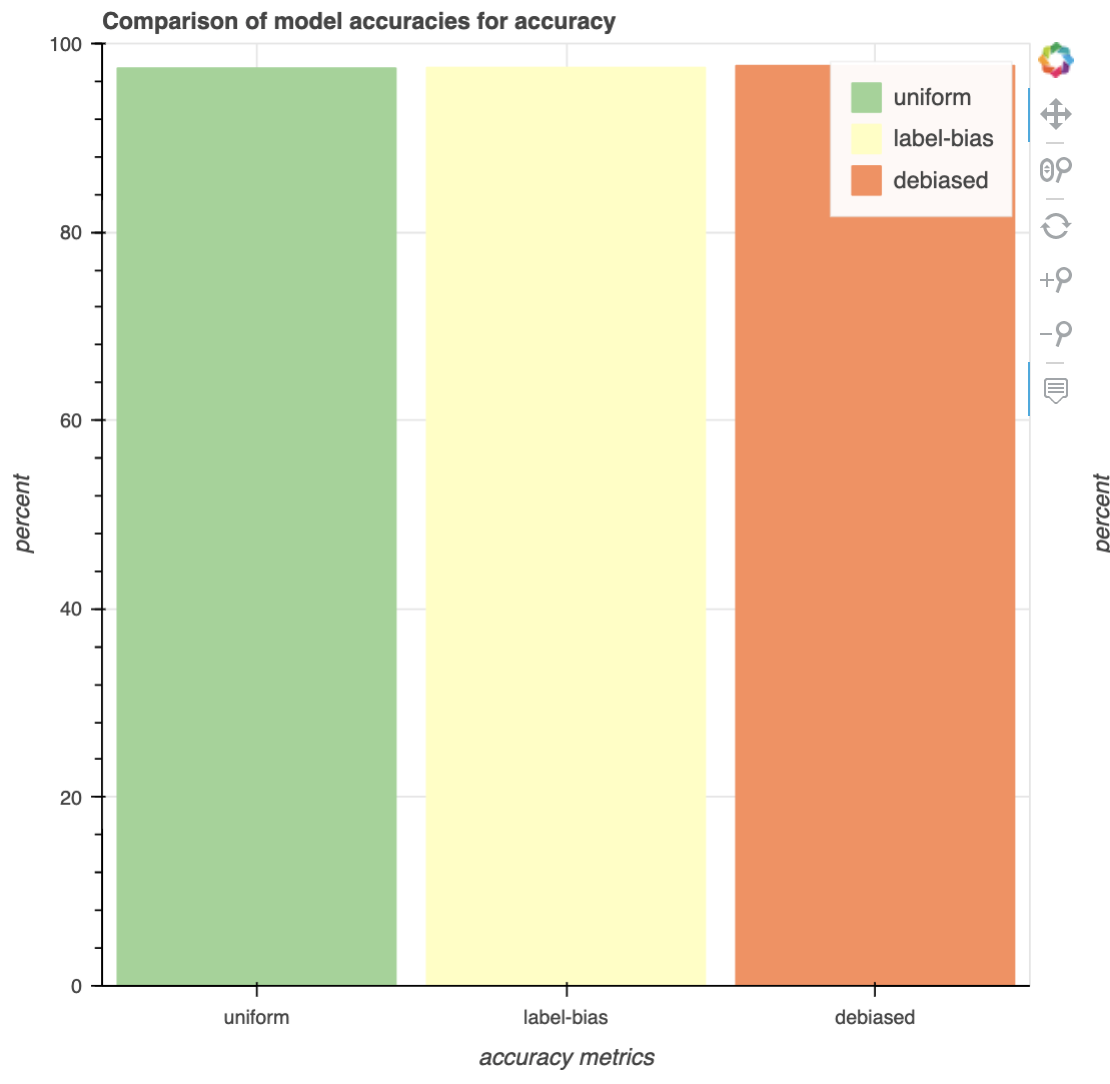 Comparison of model accuracies for accuracy
100
80
60
40
20
0
percent
uniform
label-bias
debiased
percent
uniform
label-bias
debiased
accuracy metrics